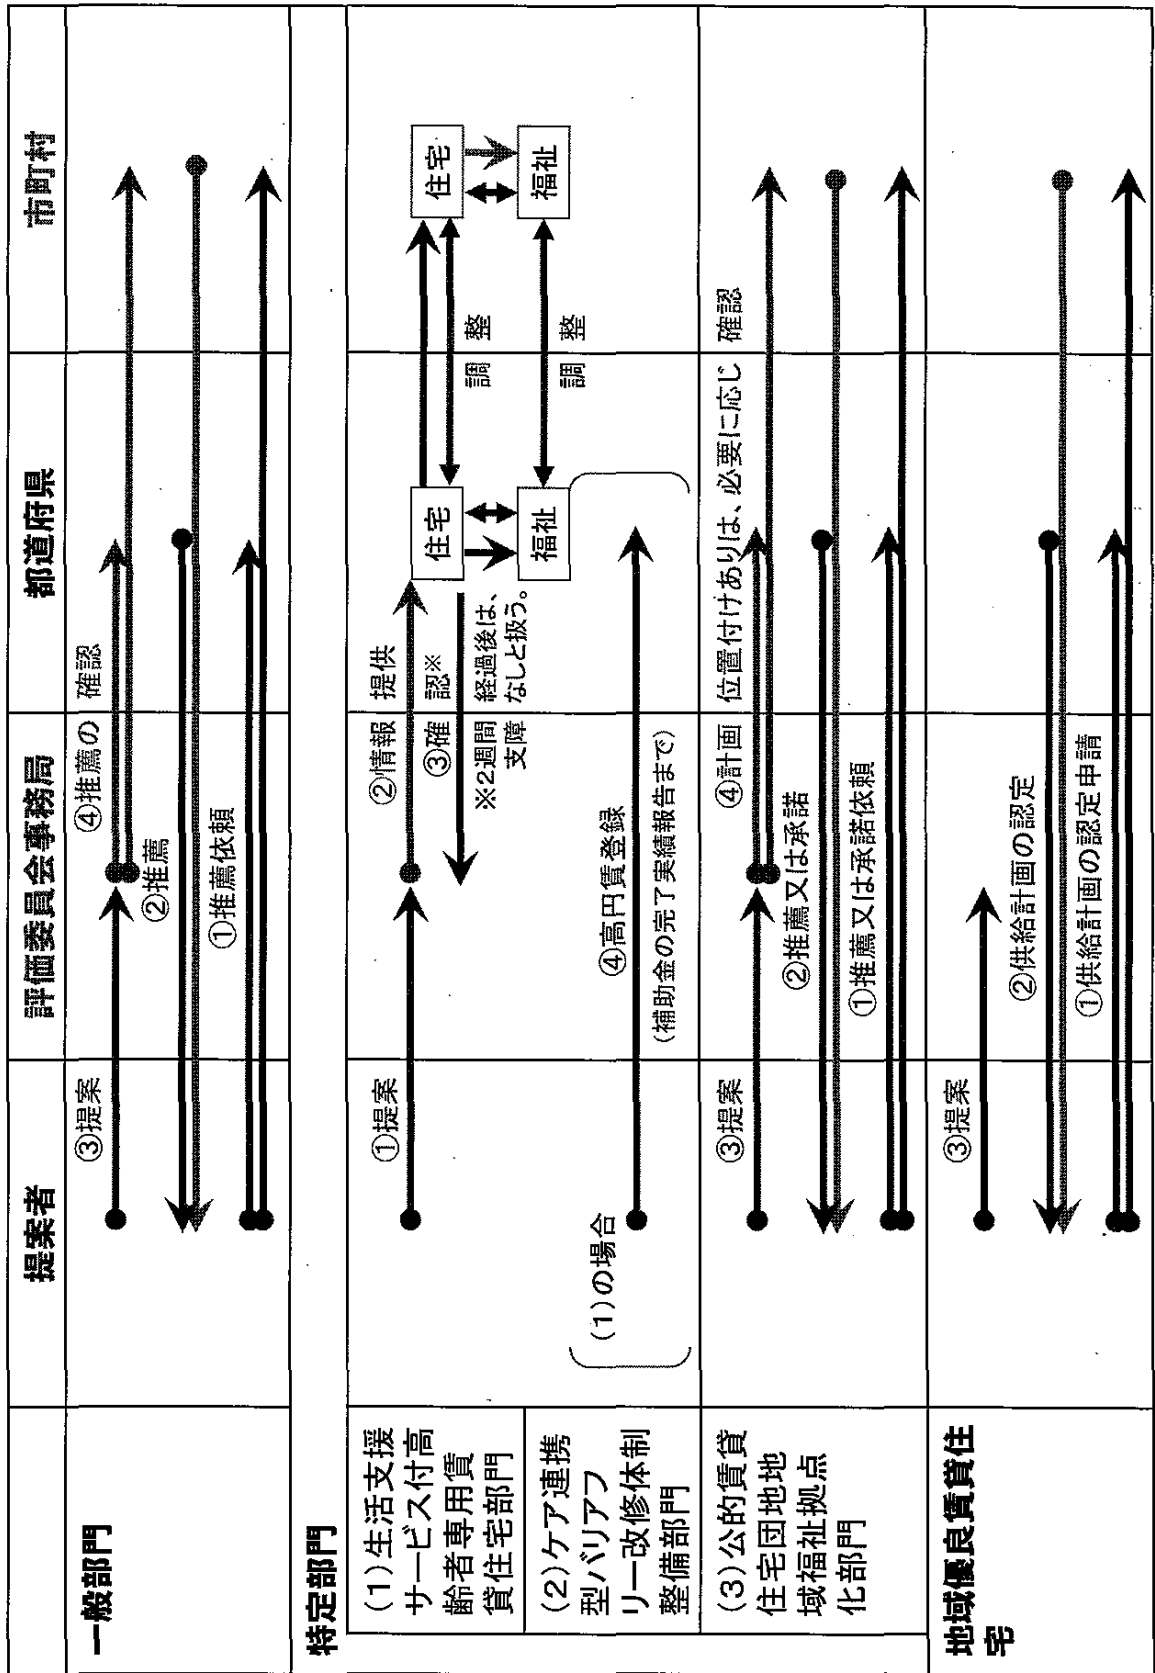 提案者
評価委員会事務局
都道府県
市町村
一般部門
③提案
④推薦の
確認
②推薦
①推薦依頼
特定部門
(1)生活支援
サービス付高
齢者専用賃
貸住宅部門
(2)ケア連携
型バリアフ
リー改修体制
整備部門
①提案
②情報
提供
③確
認※
※2週間
経過後は、
支障
なしと扱う。
住宅
福祉
調
整
調
整
住宅
福祉
(1)の場合
④高円賃登録
(補助金の完了実績報告まで)
(3)公的賃貸
住宅団地地
域福祉拠点
化部門
③提案
④計画
位置付けありは、必要に応じ
確認
②推薦又は承諾
①推薦又は承諾依頼
地域優良賃貸住
宅
③提案
②供給計画の認定
①供給計画の認定申請